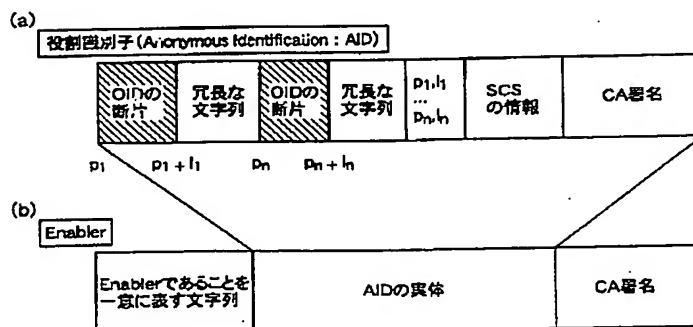 (a)
役割識別子 (Anonymous Identification : AID)
OIDの
断片
冗長な
文字列
OIDの
断片
冗長な
文字列
p1,l1
...
pn,ln
SCS
の情報
CA署名
p1
p1 + l1
pn
pn + ln
(b)
Enabler
Enablerであることを
一意に表す文字列
AIDの実体
CA署名